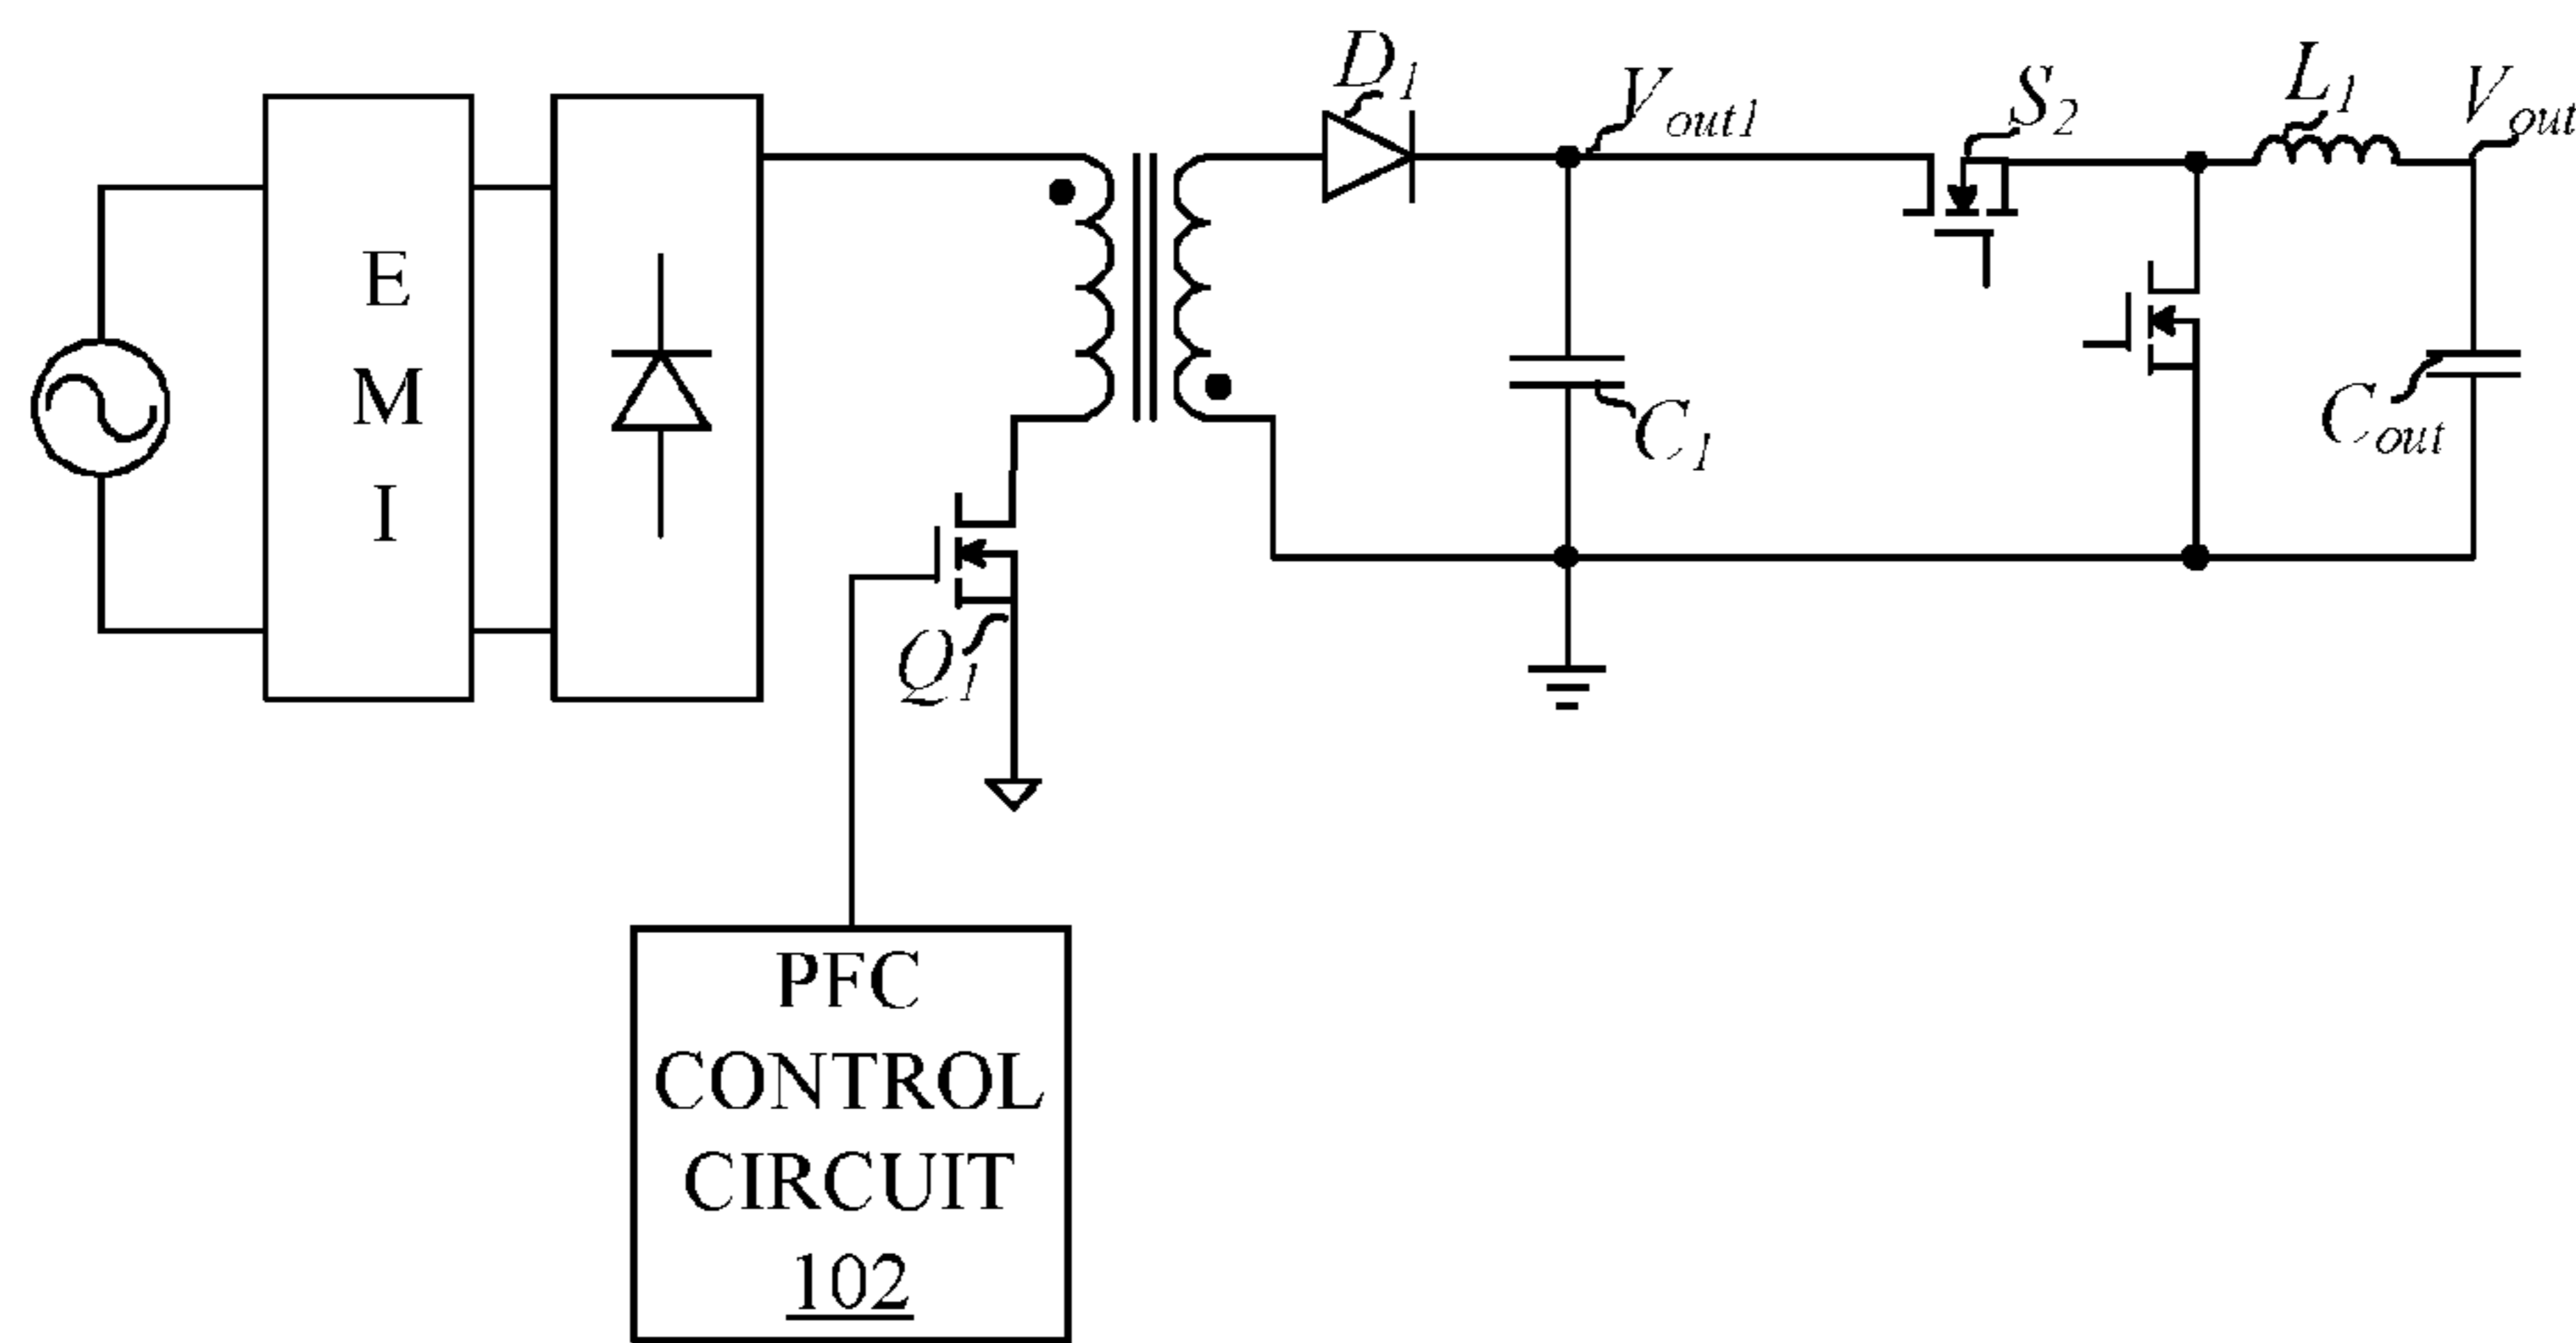 E
M
I
D1
Vout1
S2
L1
Vout
C1
Cout
Q1
PFC
CONTROL
CIRCUIT
102